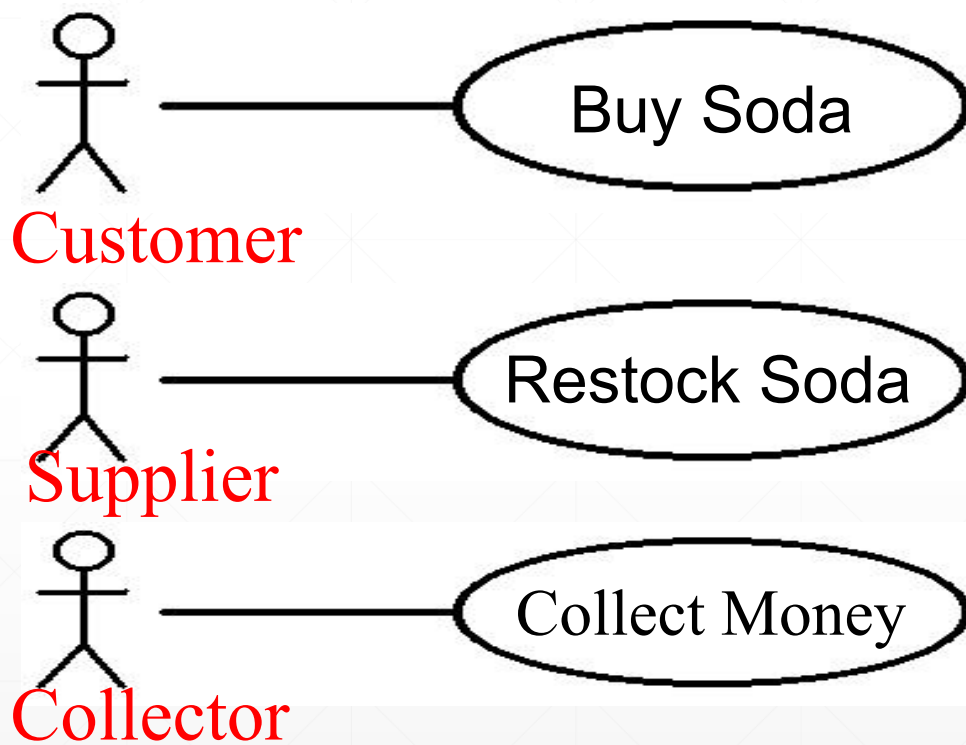 Buy Soda
Customer
Restock Soda
Supplier
Collect Money
Collector